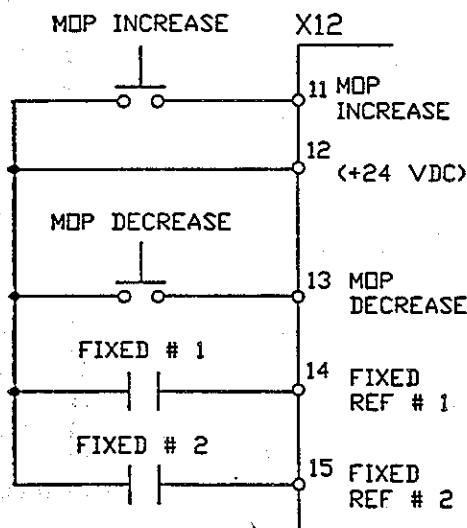 MOP INCREASE
X12
11 MOP
INCREASE
12
(+24 VDC)
MOP DECREASE
13 MOP
DECREASE
FIXED # 1
14 FIXED
REF # 1
FIXED # 2
15 FIXED
REF # 2